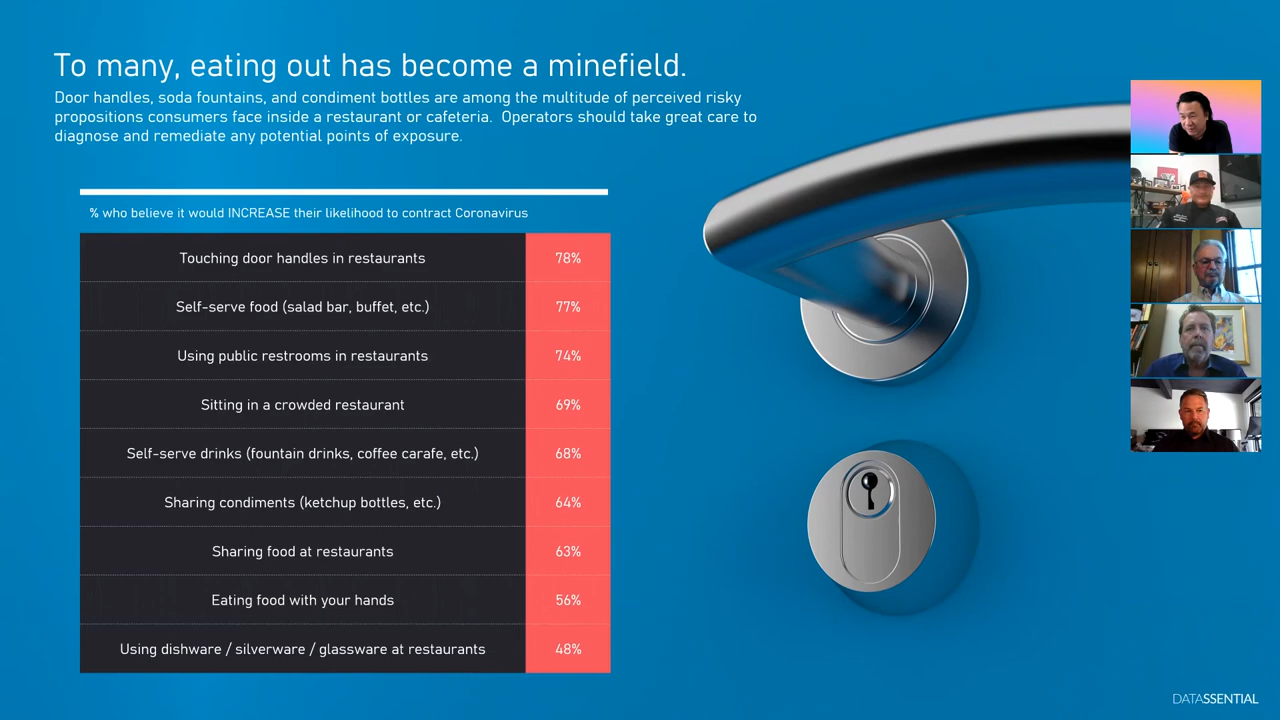 To many, eating out has become a minefield.
Door handles, soda fountains, and condiment bottles are among the multitude of perceived risky
propositions consumers face inside a restaurant or cafeteria. Operators should take great care to
diagnose and remediate any potential points of exposure.
% who believe it would INCREASE their likelihood to contract Coronavirus
Touching door handles in restaurants 78%
Self-serve food (salad bar, buffet, etc.) 77%
Using public restrooms in restaurants 74%
Sitting in a crowded restaurant 69%
Self-serve drinks (fountain drinks, coffee carafe, etc.) 68%
Sharing condiments (ketchup bottles, etc.) 64%
Sharing food at restaurants 63%
Eating food with your hands 56%
Using dishware / silverware / glassware at restaurants 48%
DATASSENTIAL